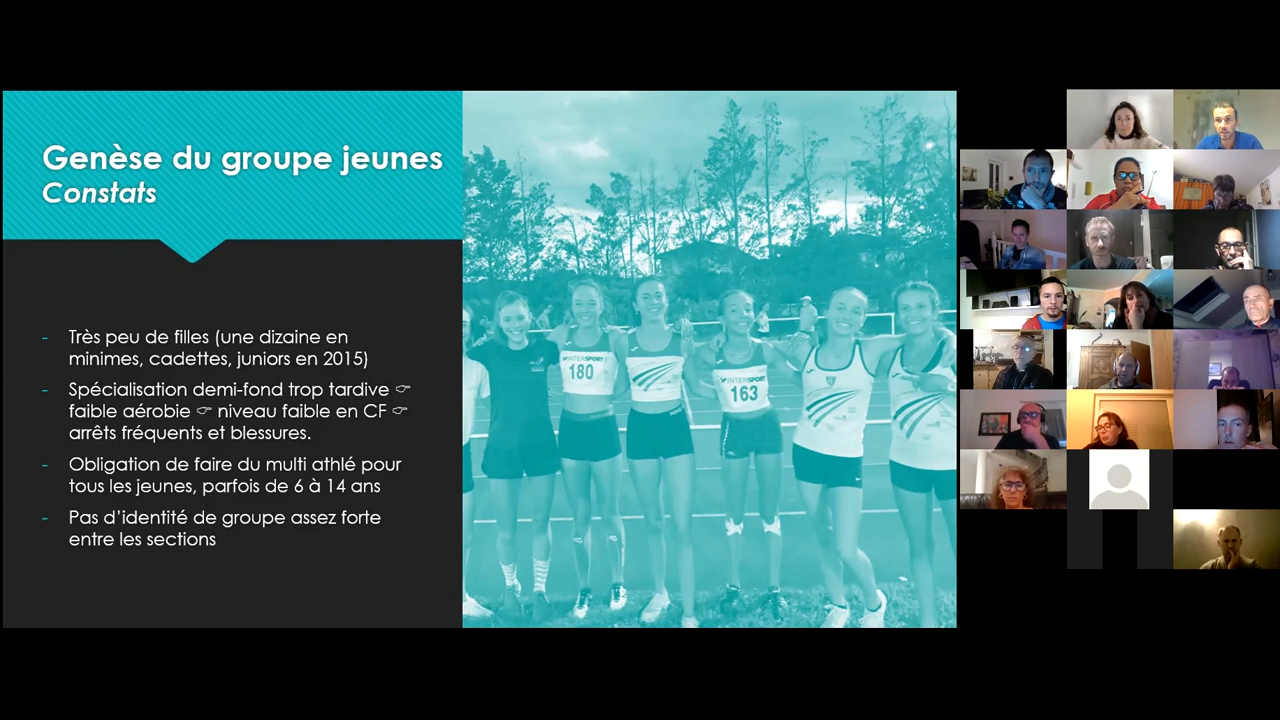 Genèse du groupe jeunes
Constats
- Très peu de filles (une dizaine en
minimes, cadettes, juniors en 2015)
- Spécialisation demi-fond trop tardive ☞
faible aérobie ☞ niveau faible en CF ☞
arrêts fréquents et blessures.
- Obligation de faire du multi athlé pour
tous les jeunes, parfois de 6 à 14 ans
- Pas d’identité de groupe assez forte
entre les sections
INTERSPORT
180
INTERSPORT
163